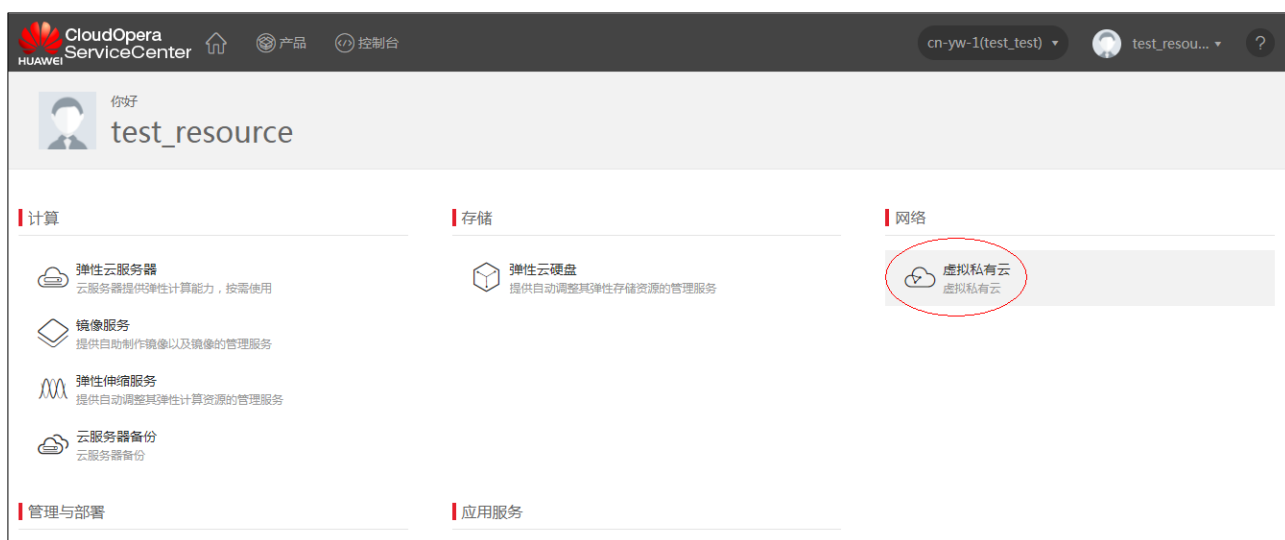 CloudOpera
ServiceCenter
HUAWEI
产品
控制台
cn-yw-1(test_test)
test_resou...
?
你好
test_resource
计算
弹性云服务器
云服务器提供弹性计算能力，按需使用
镜像服务
提供自助制作镜像以及镜像的管理服务
弹性伸缩服务
提供自动调整其弹性计算资源的管理服务
云服务器备份
云服务器备份
存储
弹性云硬盘
提供自动调整其弹性存储资源的管理服务
网络
虚拟私有云
虚拟私有云
管理与部署
应用服务